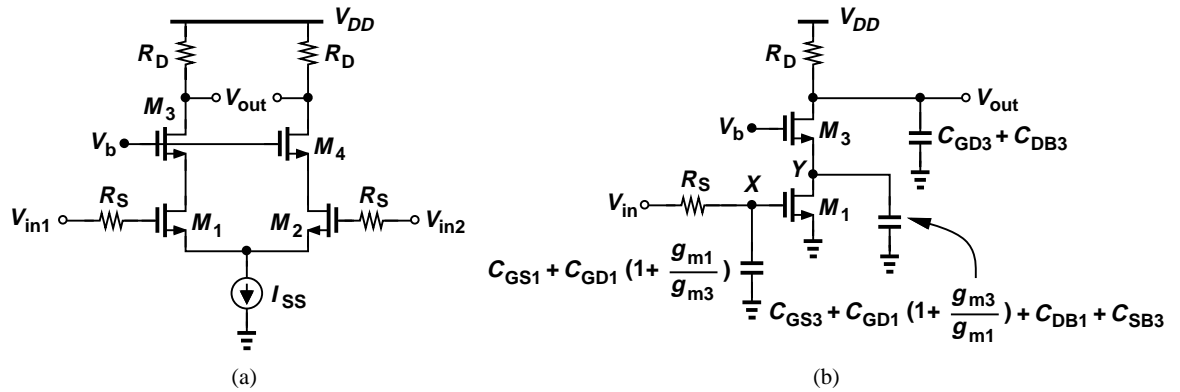 V_DD
R_D R_D
M_3 V_out
V_b M_4
R_S R_S
V_in1 M_1 M_2 V_in2
I_SS
(a)
V_DD
R_D
V_out
V_b M_3 C_GD3 + C_DB3
R_S X Y
V_in M_1
C_GS1 + C_GD1 (1+ g_m1/g_m3)
C_GS3 + C_GD1 (1+ g_m3/g_m1) + C_DB1 + C_SB3
(b)